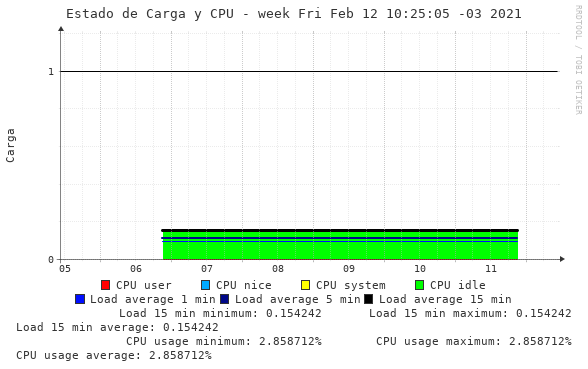 Estado de Carga y CPU - week Fri Feb 12 10:25:05 -03 2021
RRDTOOL / TOBI OETIKER
Carga
1
0
05 06 07 08 09 10 11
CPU user CPU nice CPU system CPU idle
Load average 1 min Load average 5 min Load average 15 min
Load 15 min minimum: 0.154242 Load 15 min maximum: 0.154242
Load 15 min average: 0.154242
CPU usage minimum: 2.858712% CPU usage maximum: 2.858712%
CPU usage average: 2.858712%